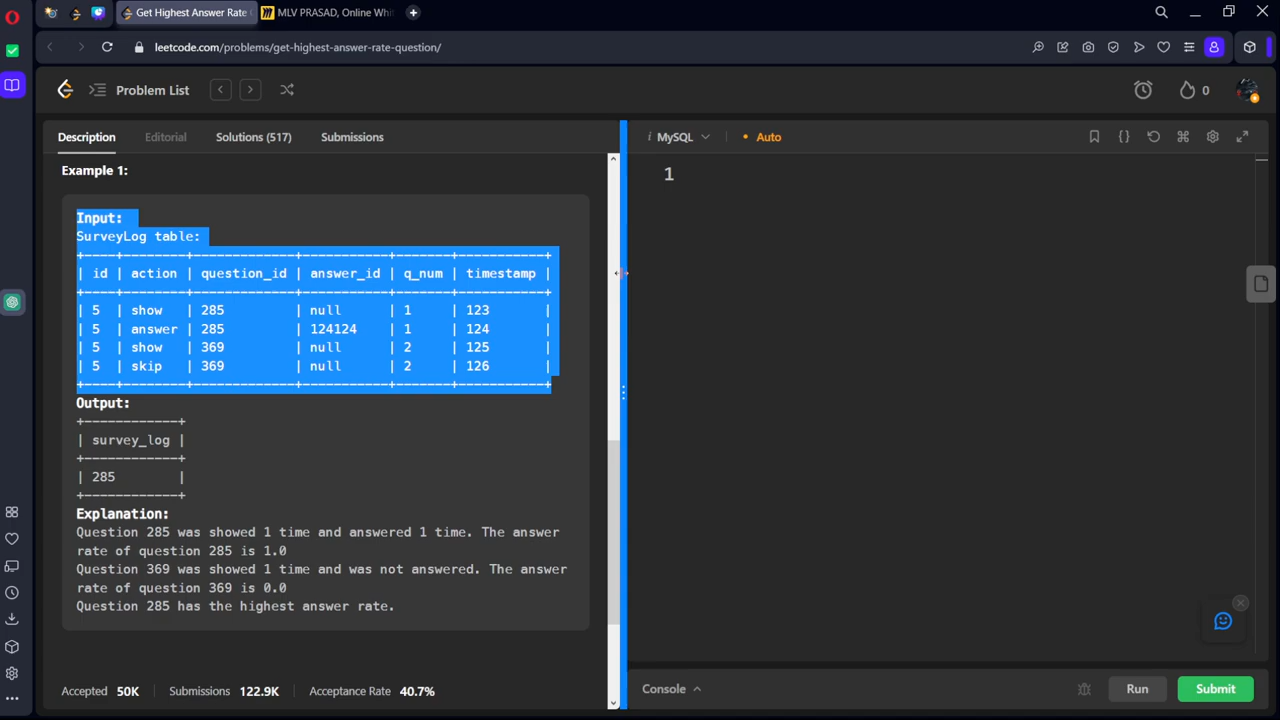 Get Highest Answer Rate
MLV PRASAD, Online Whi
leetcode.com/problems/get-highest-answer-rate-question/
Problem List
0
Description
Editorial
Solutions (517)
Submissions
i MySQL
• Auto
Example 1:
1
Input:
SurveyLog table:
+----+--------+-------------+-----------+-------+-----------+
| id | action | question_id | answer_id | q_num | timestamp |
+----+--------+-------------+-----------+-------+-----------+
| 5 | show | 285 | null | 1 | 123 |
| 5 | answer | 285 | 124124 | 1 | 124 |
| 5 | show | 369 | null | 2 | 125 |
| 5 | skip | 369 | null | 2 | 126 |
+----+--------+-------------+-----------+-------+-----------+
Output:
+------------+
| survey_log |
+------------+
| 285 |
+------------+
Explanation:
Question 285 was showed 1 time and answered 1 time. The answer
rate of question 285 is 1.0
Question 369 was showed 1 time and was not answered. The answer
rate of question 369 is 0.0
Question 285 has the highest answer rate.
Accepted 50K
Submissions 122.9K
Acceptance Rate 40.7%
Console
Run
Submit